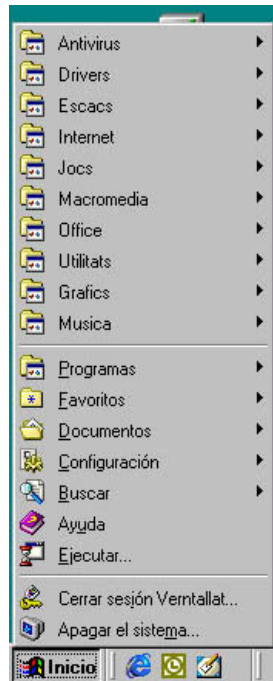 Antivirus
Drivers
Escacs
Internet
Jocs
Macromedia
Office
Utilitats
Grafics
Musica
Programas
Favoritos
Documentos
Configuración
Buscar
Ayuda
Ejecutar...
Cerrar sesjón Verntallat...
Apagar el sistema...
Inicio